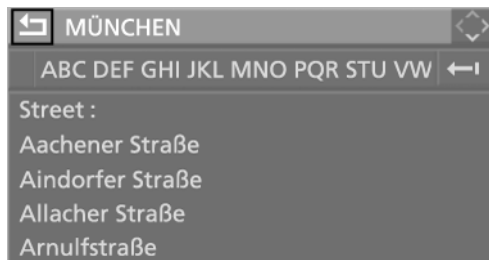 MÜNCHEN
ABC DEF GHI JKL MNO PQR STU VW
Street :
Aachener Straße
Aindorfer Straße
Allacher Straße
Arnulfstraße